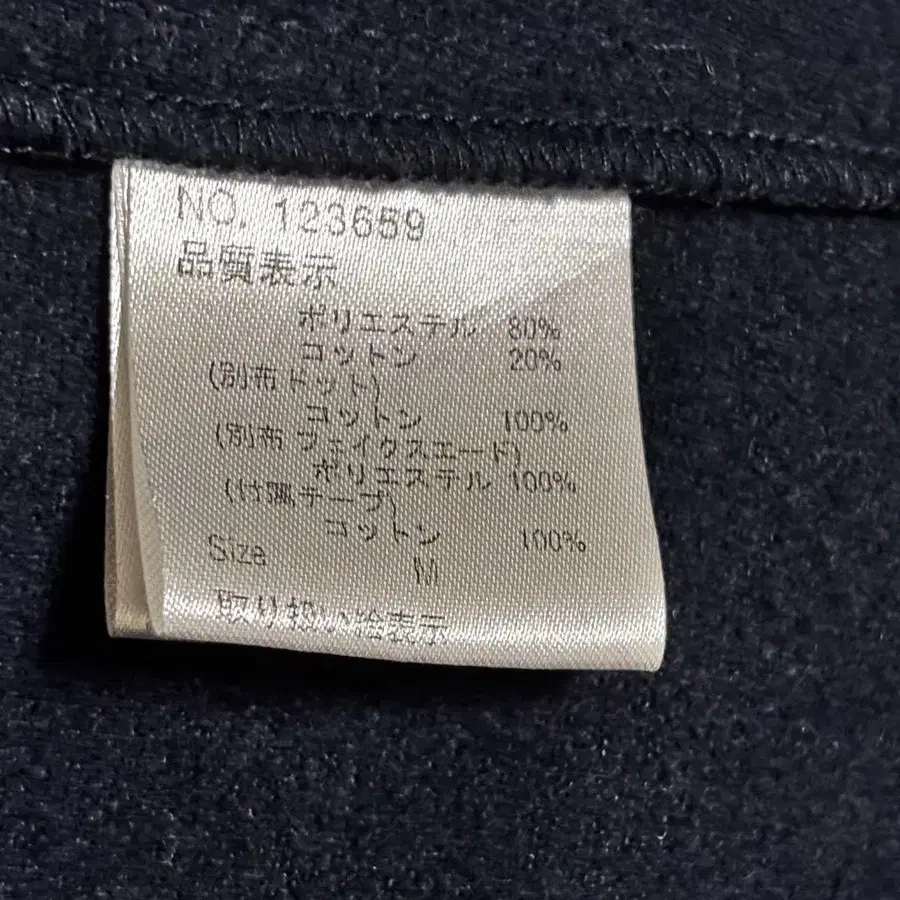 NO. 123659
品質表示
ポリエステル 80%
コットン 20%
(別布ドット)
コットン 100%
(別布 フェイクスエード)
ポリエステル 100%
(付属テープ)
コットン 100%
Size M
取り扱い絵表示